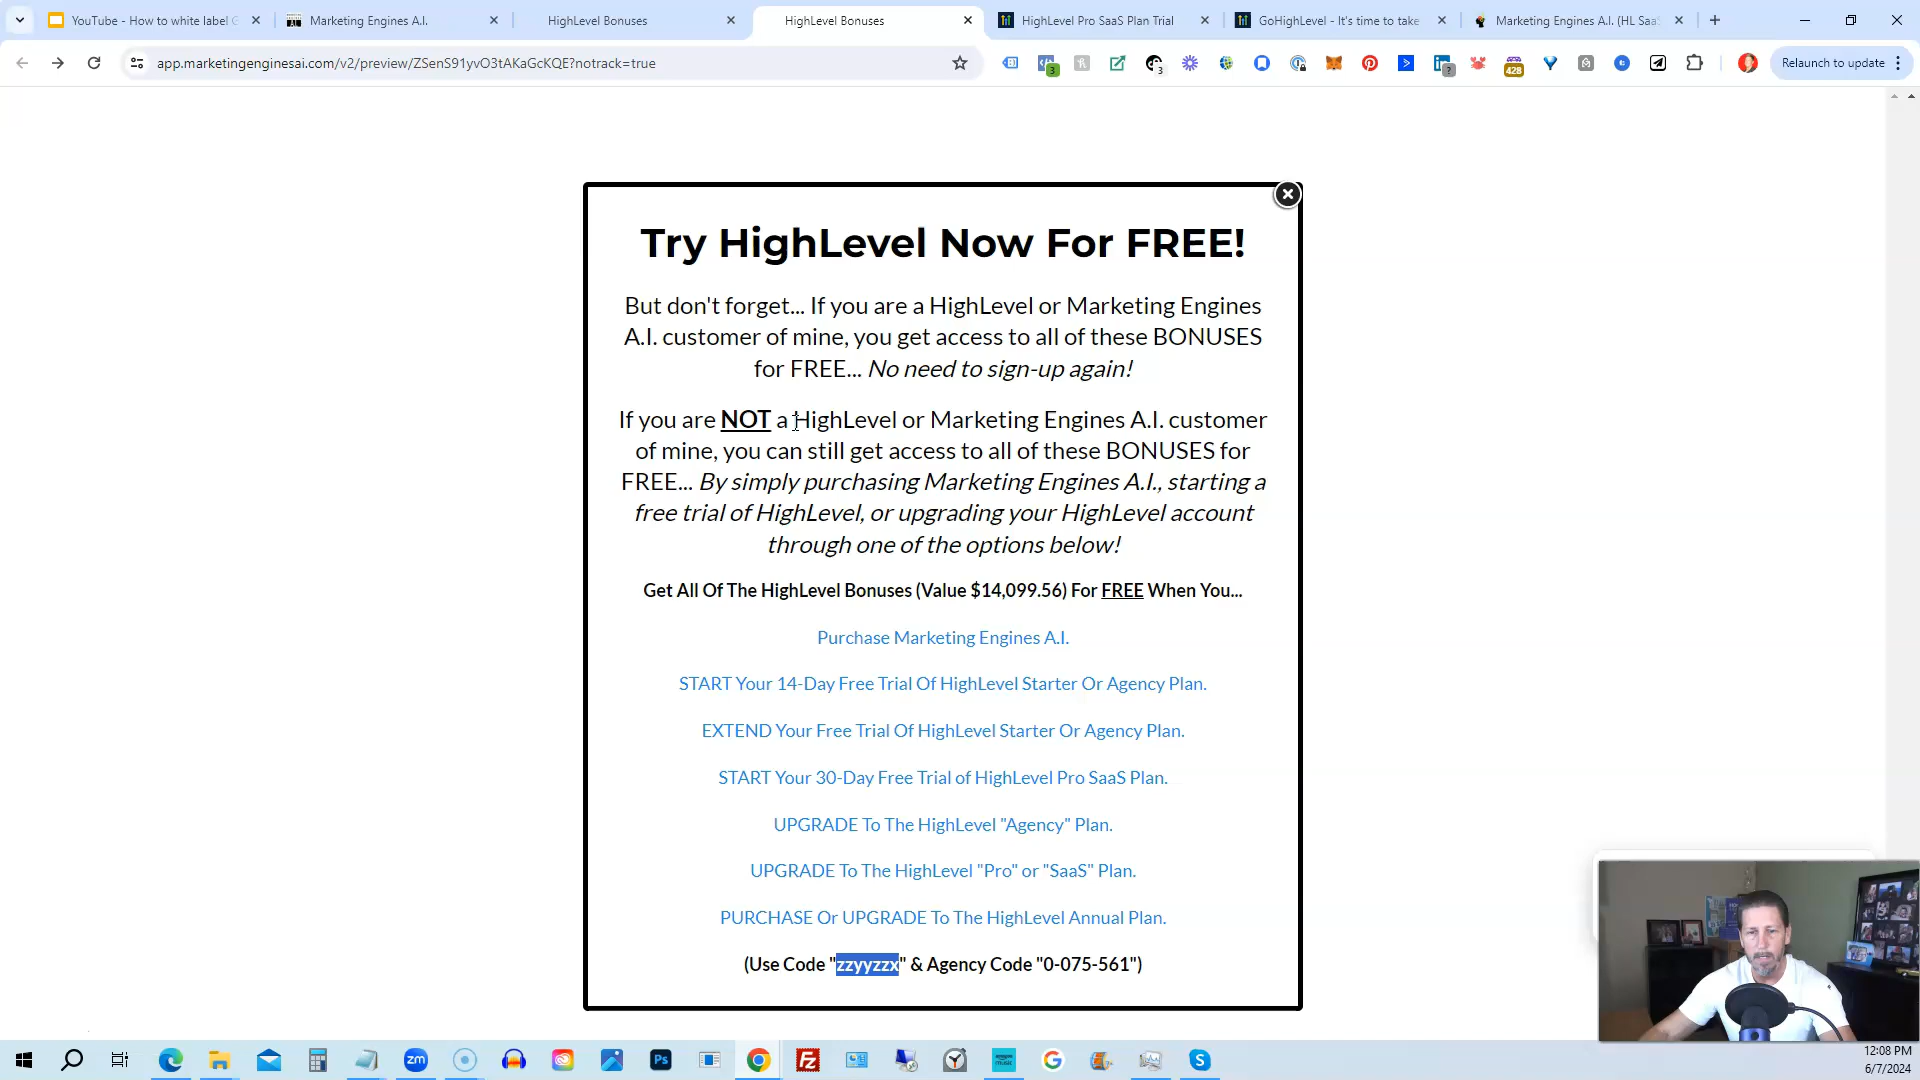 YouTube - How to white label G
Marketing Engines A.I.
HighLevel Bonuses
HighLevel Bonuses
HighLevel Pro SaaS Plan Trial
GoHighLevel - It's time to take
Marketing Engines A.I. (HL Saa
app.marketingenginesai.com/v2/preview/ZSenS91yvO3tAKaGcKQE?notrack=true
3
3
428
Relaunch to update
Try HighLevel Now For FREE!
But don't forget... If you are a HighLevel or Marketing Engines
A.I. customer of mine, you get access to all of these BONUSES
for FREE... No need to sign-up again!
If you are NOT a HighLevel or Marketing Engines A.I. customer
of mine, you can still get access to all of these BONUSES for
FREE... By simply purchasing Marketing Engines A.I., starting a
free trial of HighLevel, or upgrading your HighLevel account
through one of the options below!
Get All Of The HighLevel Bonuses (Value $14,099.56) For FREE When You...
Purchase Marketing Engines A.I.
START Your 14-Day Free Trial Of HighLevel Starter Or Agency Plan.
EXTEND Your Free Trial Of HighLevel Starter Or Agency Plan.
START Your 30-Day Free Trial of HighLevel Pro SaaS Plan.
UPGRADE To The HighLevel "Agency" Plan.
UPGRADE To The HighLevel "Pro" or "SaaS" Plan.
PURCHASE Or UPGRADE To The HighLevel Annual Plan.
(Use Code "zzyyzzx" & Agency Code "0-075-561")
zm
Ps
12:08 PM
6/7/2024